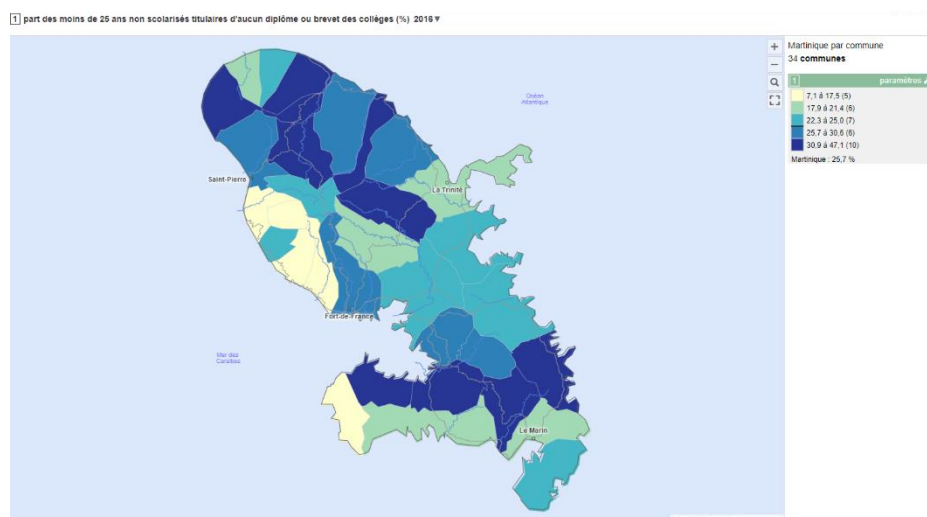 1 part des moins de 25 ans non scolarisés titulaires d'aucun diplôme ou brevet des collèges (%) 2016 ▼
+
Martinique par commune
−
34 communes
1 paramètres
7,1 à 17,5 (5)
17,9 à 21,4 (6)
22,3 à 25,0 (7)
25,7 à 30,6 (6)
30,9 à 47,1 (10)
Martinique : 25,7 %
Océan
Atlantique
Saint-Pierre
La Trinité
Fort-de-France
Mer des
Caraïbes
Le Marin